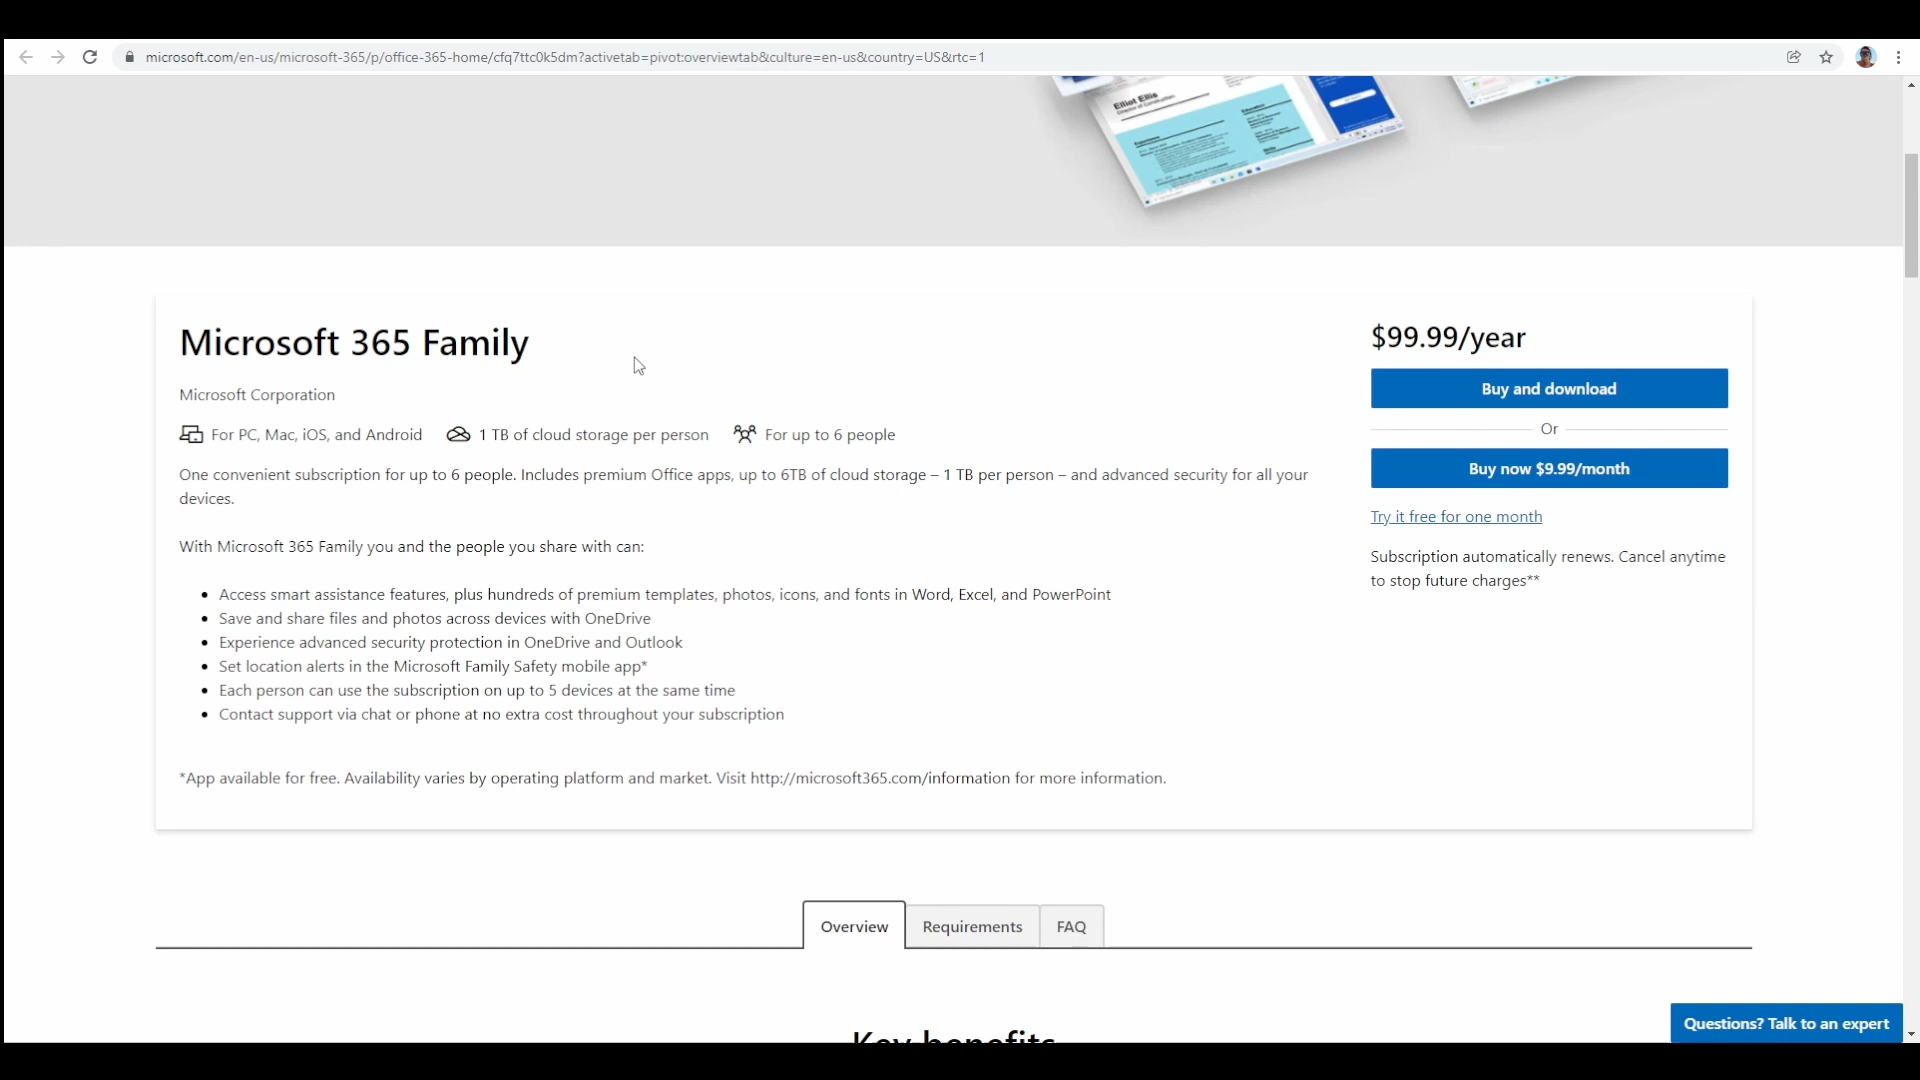 microsoft.com/en-us/microsoft-365/p/office-365-home/cfq7ttc0k5dm?activetab=pivot:overviewtab&culture=en-us&country=US&rtc=1
Elliot Ellis
Microsoft 365 Family
Microsoft Corporation
For PC, Mac, iOS, and Android 1 TB of cloud storage per person For up to 6 people
One convenient subscription for up to 6 people. Includes premium Office apps, up to 6TB of cloud storage – 1 TB per person – and advanced security for all your
devices.
With Microsoft 365 Family you and the people you share with can:
• Access smart assistance features, plus hundreds of premium templates, photos, icons, and fonts in Word, Excel, and PowerPoint
• Save and share files and photos across devices with OneDrive
• Experience advanced security protection in OneDrive and Outlook
• Set location alerts in the Microsoft Family Safety mobile app*
• Each person can use the subscription on up to 5 devices at the same time
• Contact support via chat or phone at no extra cost throughout your subscription
*App available for free. Availability varies by operating platform and market. Visit http://microsoft365.com/information for more information.
$99.99/year
Buy and download
Or
Buy now $9.99/month
Try it free for one month
Subscription automatically renews. Cancel anytime
to stop future charges**
Overview Requirements FAQ
Key benefits
Questions? Talk to an expert